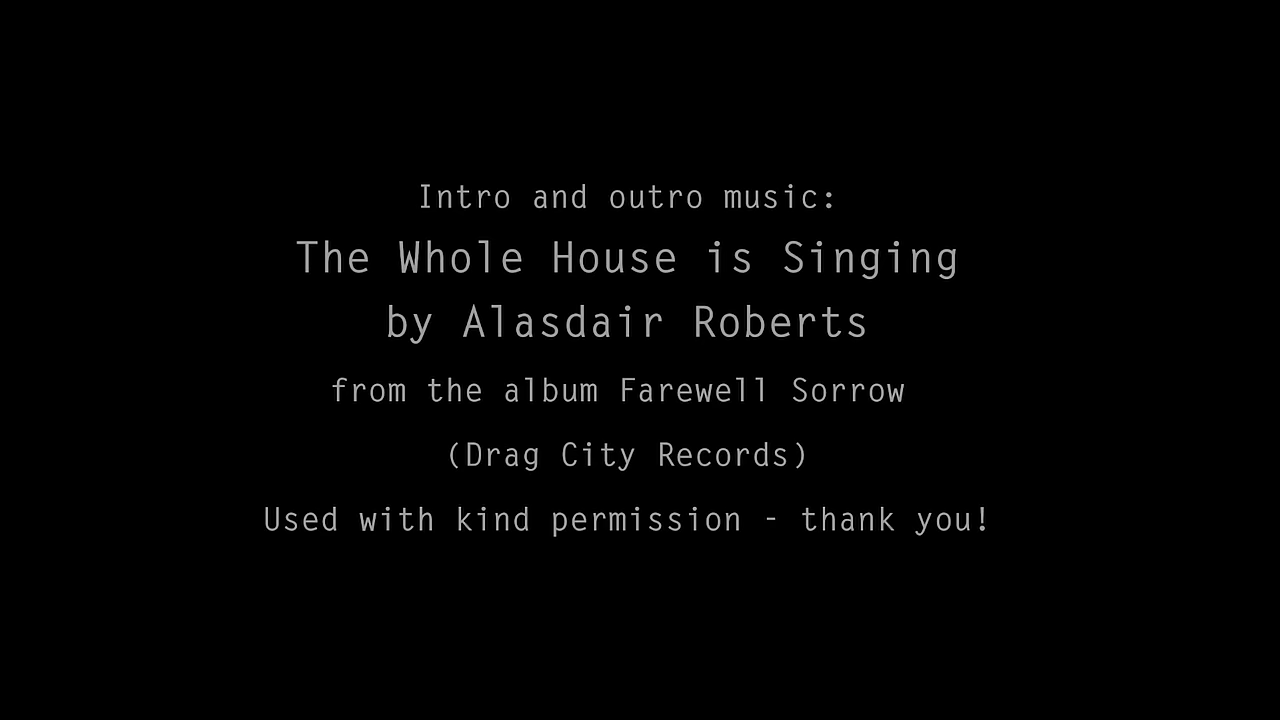 Intro and outro music:
The Whole House is Singing
by Alasdair Roberts
from the album Farewell Sorrow
(Drag City Records)
Used with kind permission - thank you!